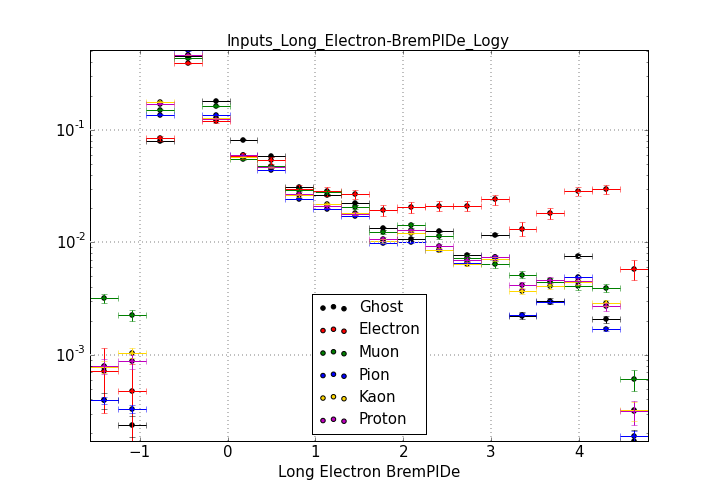 Inputs_Long_Electron-BremPIDe_Logy
10^-1
10^-2
10^-3
Ghost
Electron
Muon
Pion
Kaon
Proton
−1 0 1 2 3 4
Long Electron BremPIDe